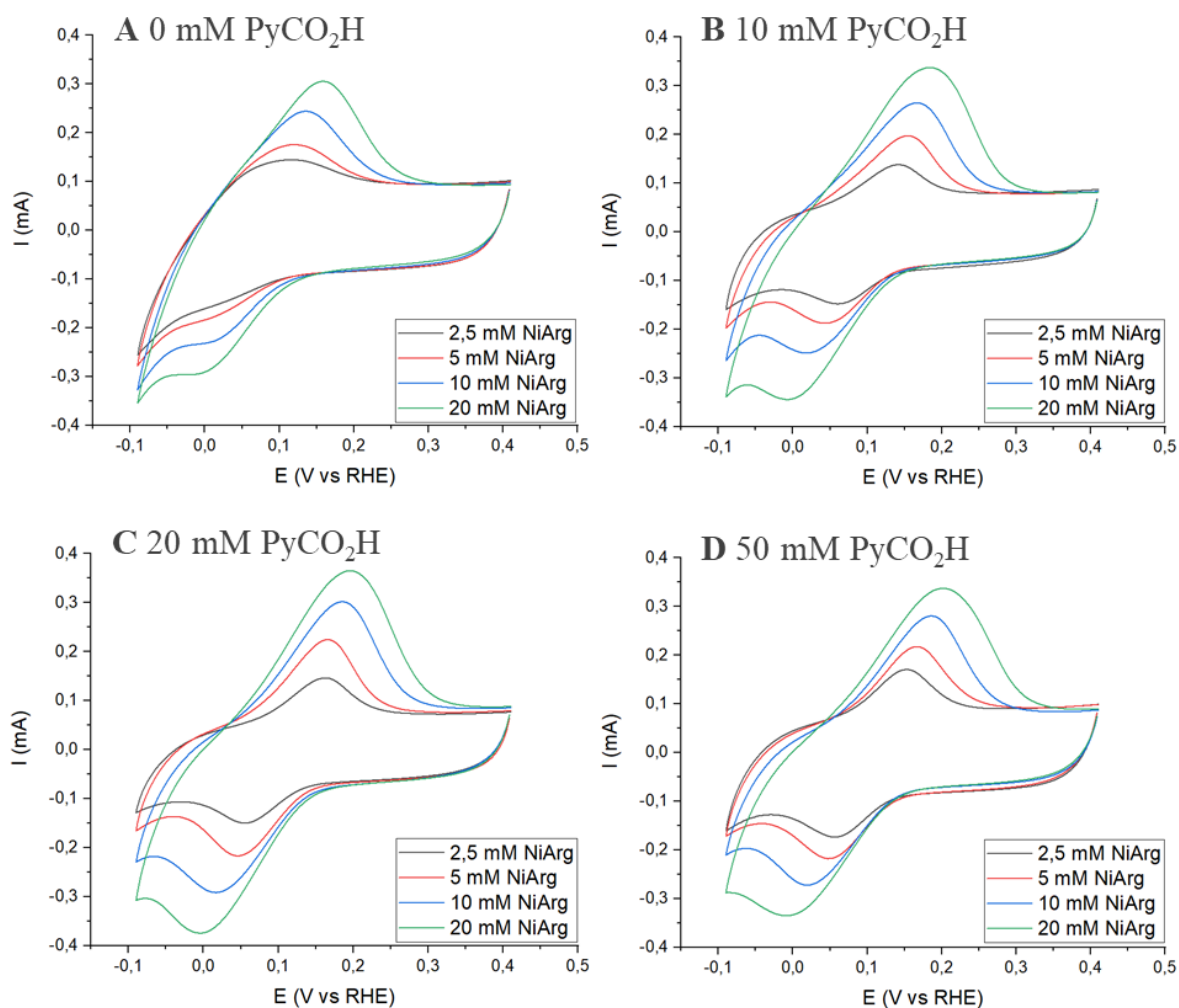 A 0 mM PyCO₂H
0,4
0,3
0,2
0,1
0,0
-0,1
-0,2
-0,3
-0,4
I (mA)
-0,1 0,0 0,1 0,2 0,3 0,4 0,5
E (V vs RHE)
2,5 mM NiArg
5 mM NiArg
10 mM NiArg
20 mM NiArg
B 10 mM PyCO₂H
0,4
0,3
0,2
0,1
0,0
-0,1
-0,2
-0,3
-0,4
I (mA)
-0,1 0,0 0,1 0,2 0,3 0,4 0,5
E (V vs RHE)
2,5 mM NiArg
5 mM NiArg
10 mM NiArg
20 mM NiArg
C 20 mM PyCO₂H
0,4
0,3
0,2
0,1
0,0
-0,1
-0,2
-0,3
-0,4
I (mA)
-0,1 0,0 0,1 0,2 0,3 0,4 0,5
E (V vs RHE)
2,5 mM NiArg
5 mM NiArg
10 mM NiArg
20 mM NiArg
D 50 mM PyCO₂H
0,4
0,3
0,2
0,1
0,0
-0,1
-0,2
-0,3
-0,4
I (mA)
-0,1 0,0 0,1 0,2 0,3 0,4 0,5
E (V vs RHE)
2,5 mM NiArg
5 mM NiArg
10 mM NiArg
20 mM NiArg